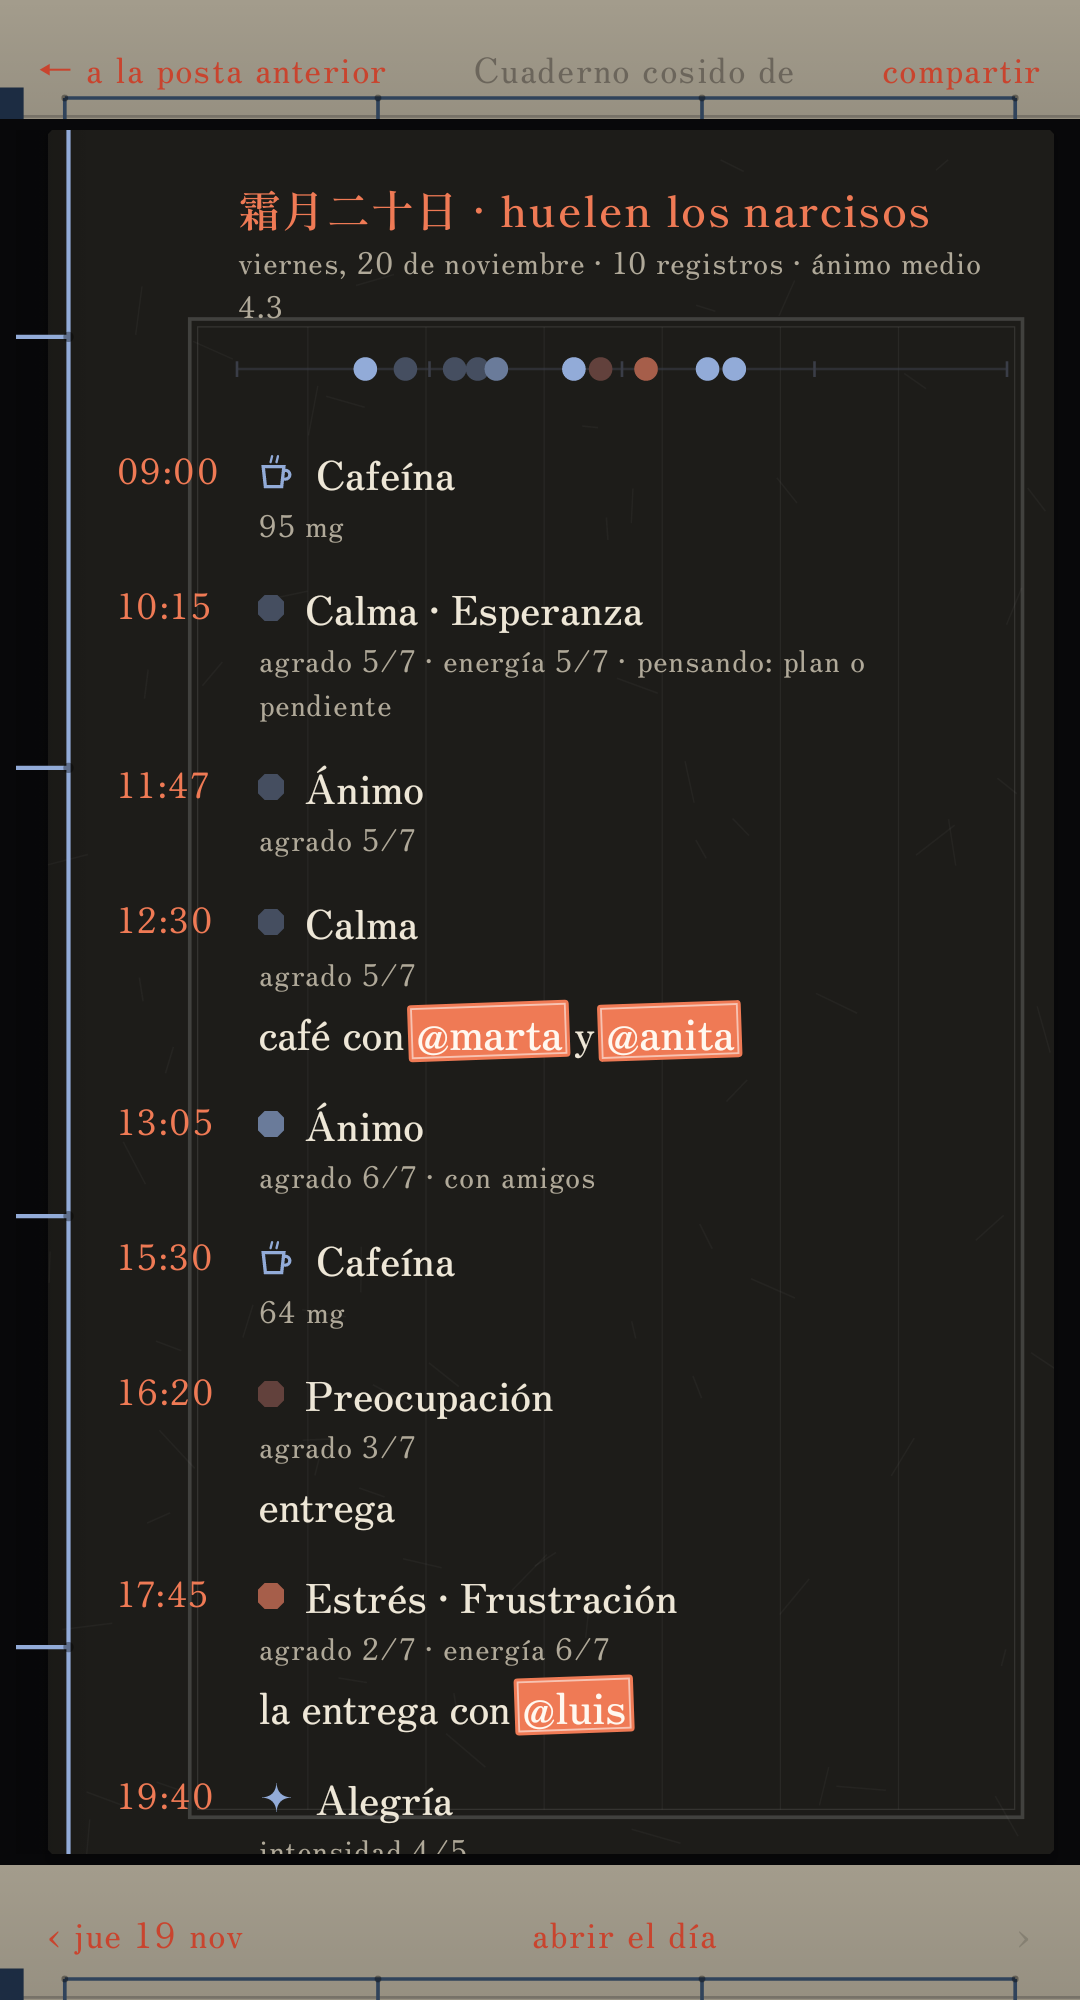 ← a la posta anterior
Cuaderno cosido de
compartir
霜月二十日 · huelen los narcisos
viernes, 20 de noviembre · 10 registros · ánimo medio
4.3
09:00 Cafeína
95 mg
10:15 Calma · Esperanza
agrado 5/7 · energía 5/7 · pensando: plan o
pendiente
11:47 Ánimo
agrado 5/7
12:30 Calma
agrado 5/7
café con @marta y @anita
13:05 Ánimo
agrado 6/7 · con amigos
15:30 Cafeína
64 mg
16:20 Preocupación
agrado 3/7
entrega
17:45 Estrés · Frustración
agrado 2/7 · energía 6/7
la entrega con @luis
19:40 Alegría
intensidad 4/5
‹ jue 19 nov
abrir el día
›